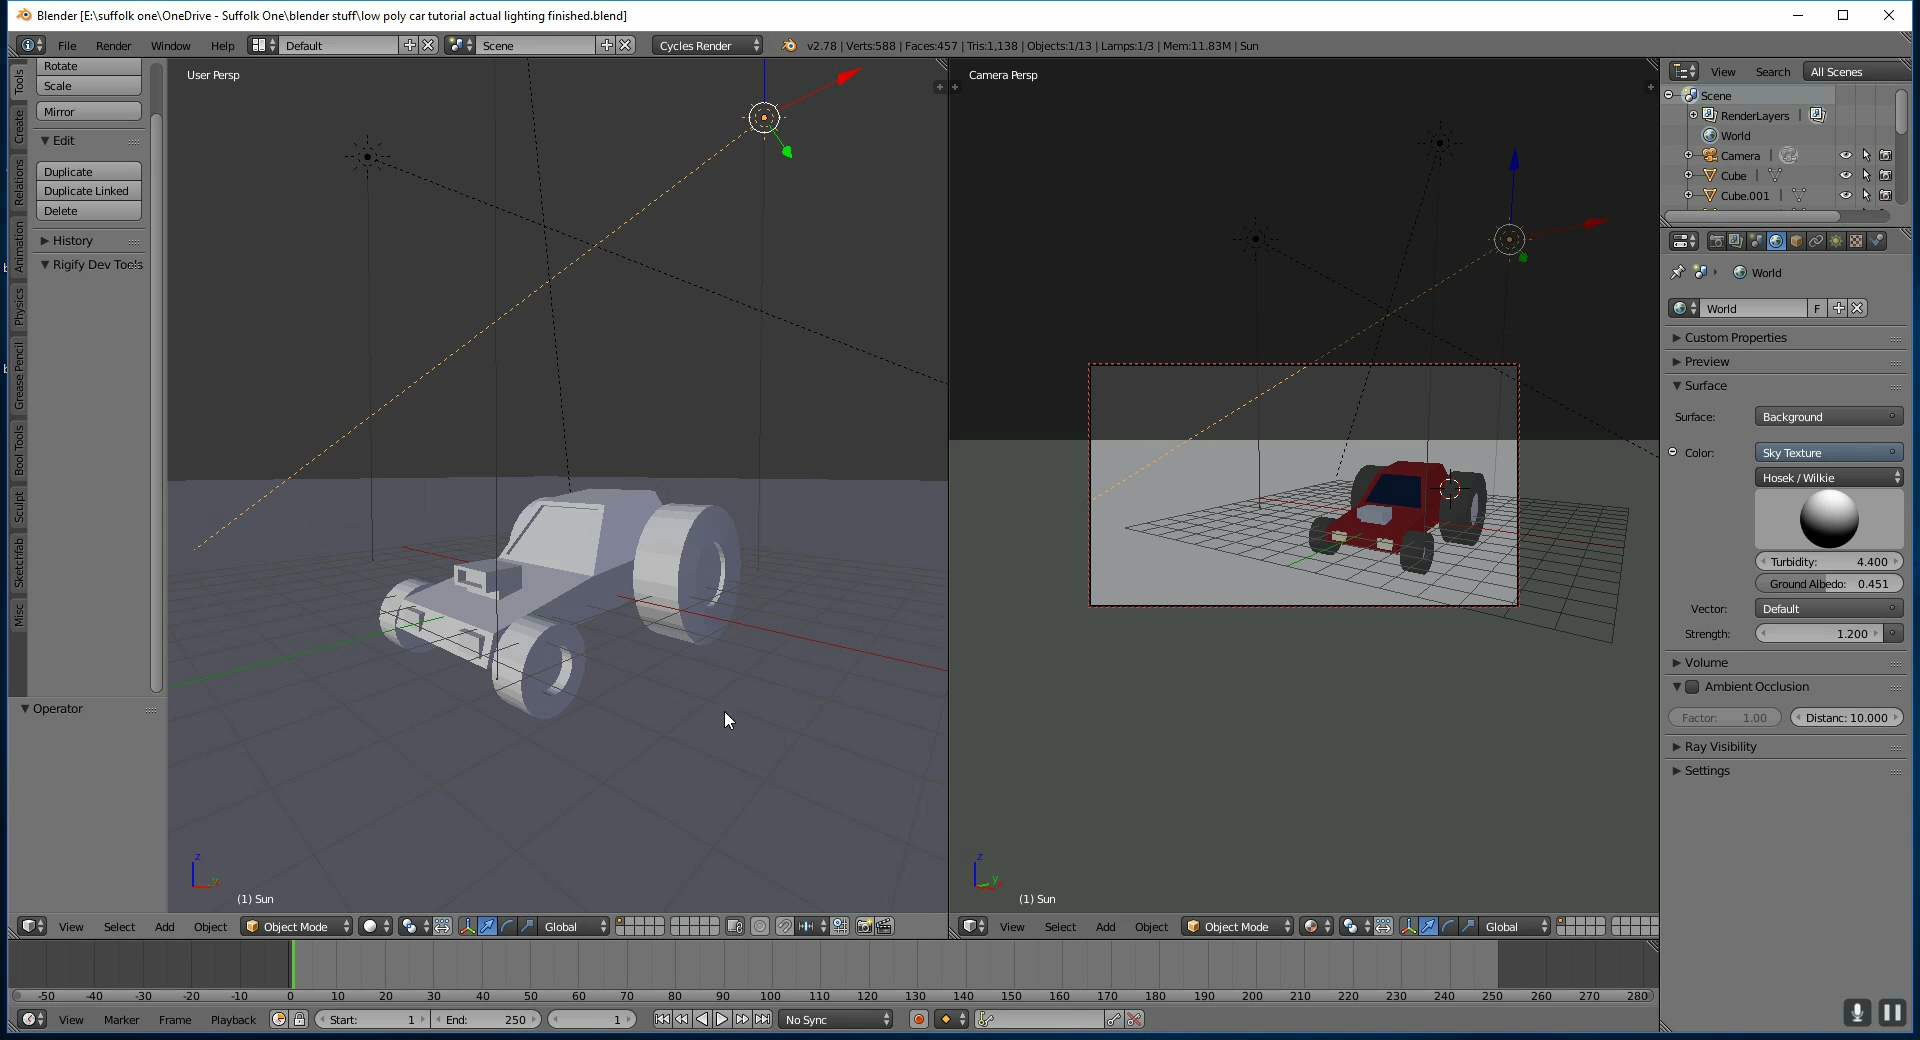 Blender [E:\suffolk one\OneDrive - Suffolk One\blender stuff\low poly car tutorial actual lighting finished.blend]
File Render Window Help Default Scene Cycles Render v2.78 | Verts:588 | Faces:457 | Tris:1,138 | Objects:1/13 | Lamps:1/3 | Mem:11.83M | Sun
Tools
Create
Relations
Animation
Physics
Grease Pencil
Bool Tools
Sculpt
Sketchfab
Misc
Rotate
Scale
Mirror
Edit
Duplicate
Duplicate Linked
Delete
History
Rigify Dev Tools
Operator
User Persp
z
(1) Sun
View Select Add Object Object Mode Global
Camera Persp
z
y
(1) Sun
View Select Add Object Object Mode Global
View Search All Scenes
Scene
RenderLayers |
World
Camera |
Cube |
Cube.001 |
World
World F
Custom Properties
Preview
Surface
Surface: Background
Color: Sky Texture
Hosek / Wilkie
Turbidity: 4.400
Ground Albedo: 0.451
Vector: Default
Strength: 1.200
Volume
Ambient Occlusion
Factor: 1.00 Distanc: 10.000
Ray Visibility
Settings
-50 -40 -30 -20 -10 0 10 20 30 40 50 60 70 80 90 100 110 120 130 140 150 160 170 180 190 200 210 220 230 240 250 260 270 280
View Marker Frame Playback Start: 1 End: 250 1 No Sync